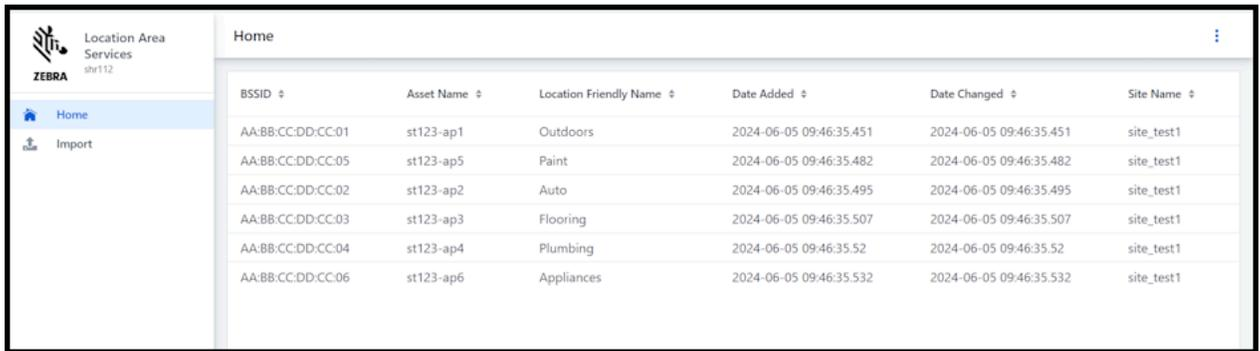 Location Area
Services
shr112
ZEBRA
Home
Import
Home
BSSID Asset Name Location Friendly Name Date Added Date Changed Site Name
AA:BB:CC:DD:CC:01 st123-ap1 Outdoors 2024-06-05 09:46:35.451 2024-06-05 09:46:35.451 site_test1
AA:BB:CC:DD:CC:05 st123-ap5 Paint 2024-06-05 09:46:35.482 2024-06-05 09:46:35.482 site_test1
AA:BB:CC:DD:CC:02 st123-ap2 Auto 2024-06-05 09:46:35.495 2024-06-05 09:46:35.495 site_test1
AA:BB:CC:DD:CC:03 st123-ap3 Flooring 2024-06-05 09:46:35.507 2024-06-05 09:46:35.507 site_test1
AA:BB:CC:DD:CC:04 st123-ap4 Plumbing 2024-06-05 09:46:35.52 2024-06-05 09:46:35.52 site_test1
AA:BB:CC:DD:CC:06 st123-ap6 Appliances 2024-06-05 09:46:35.532 2024-06-05 09:46:35.532 site_test1